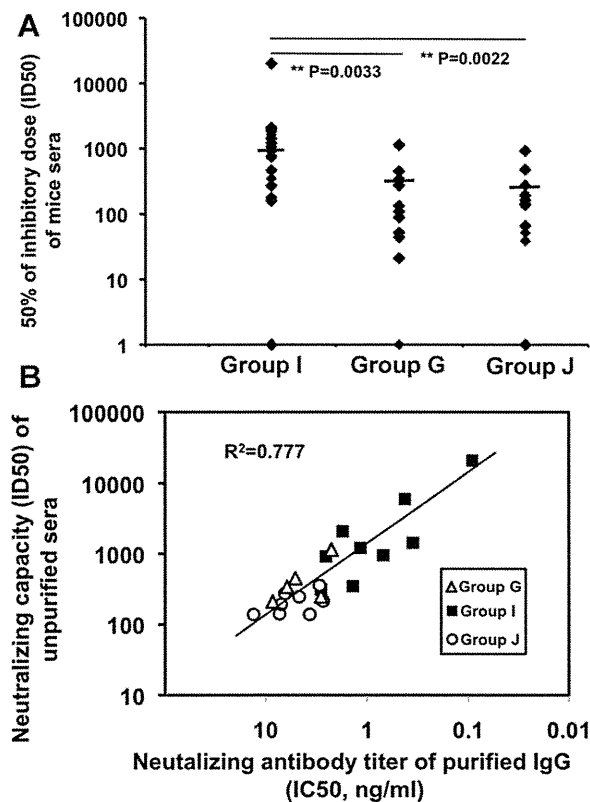 A
50% of inhibitory dose (ID50)
of mice sera
100000
10000
1000
100
10
1
** P=0.0033
** P=0.0022
Group I Group G Group J
B
Neutralizing capacity (ID50) of
unpurified sera
100000
10000
1000
100
10
R²=0.777
Group G
Group I
Group J
10 1 0.1 0.01
Neutalizing antibody titer of purified IgG
(IC50, ng/ml)